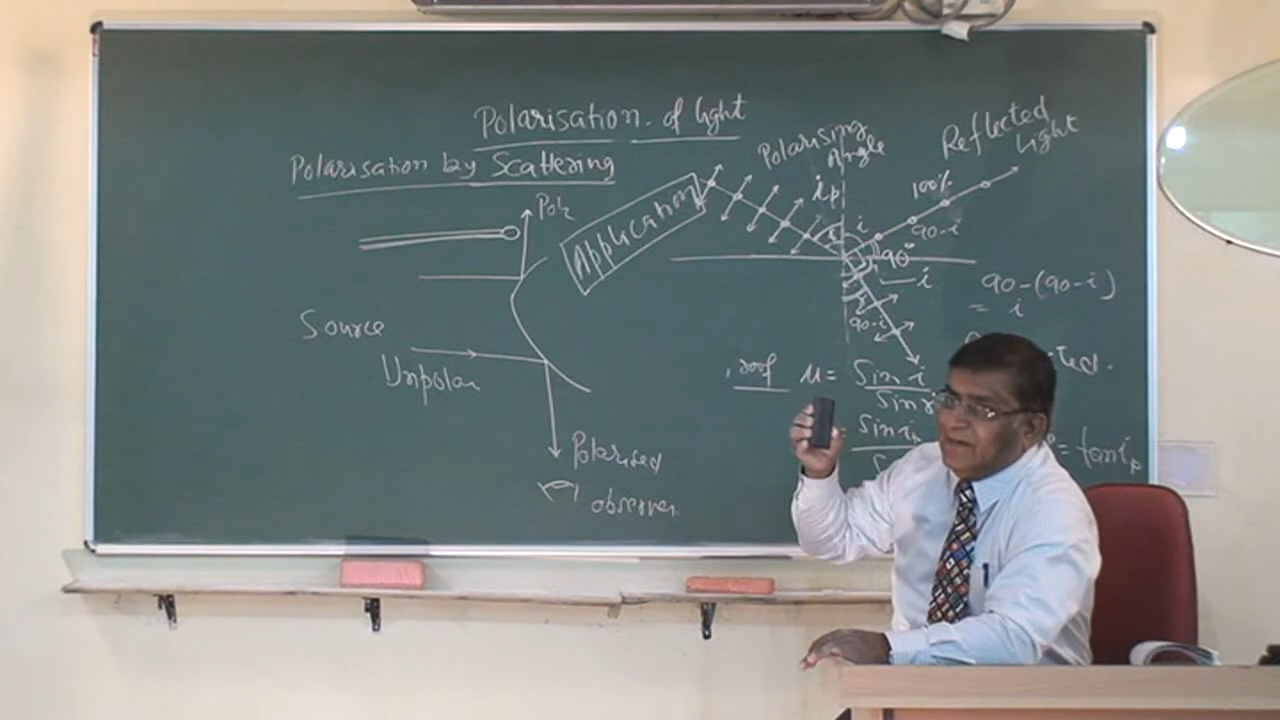 Polarisation of light
Polarisation by Scattering
Pol
Source
Unpolar
Polarised
observer
Application
Polarising
Angle
ip
i
Reflected
light
100%
90-i
90°
i
90-i
90-(90-i)
= i
roof μ = Sin i
Sin r
Sin ip
= tan ip